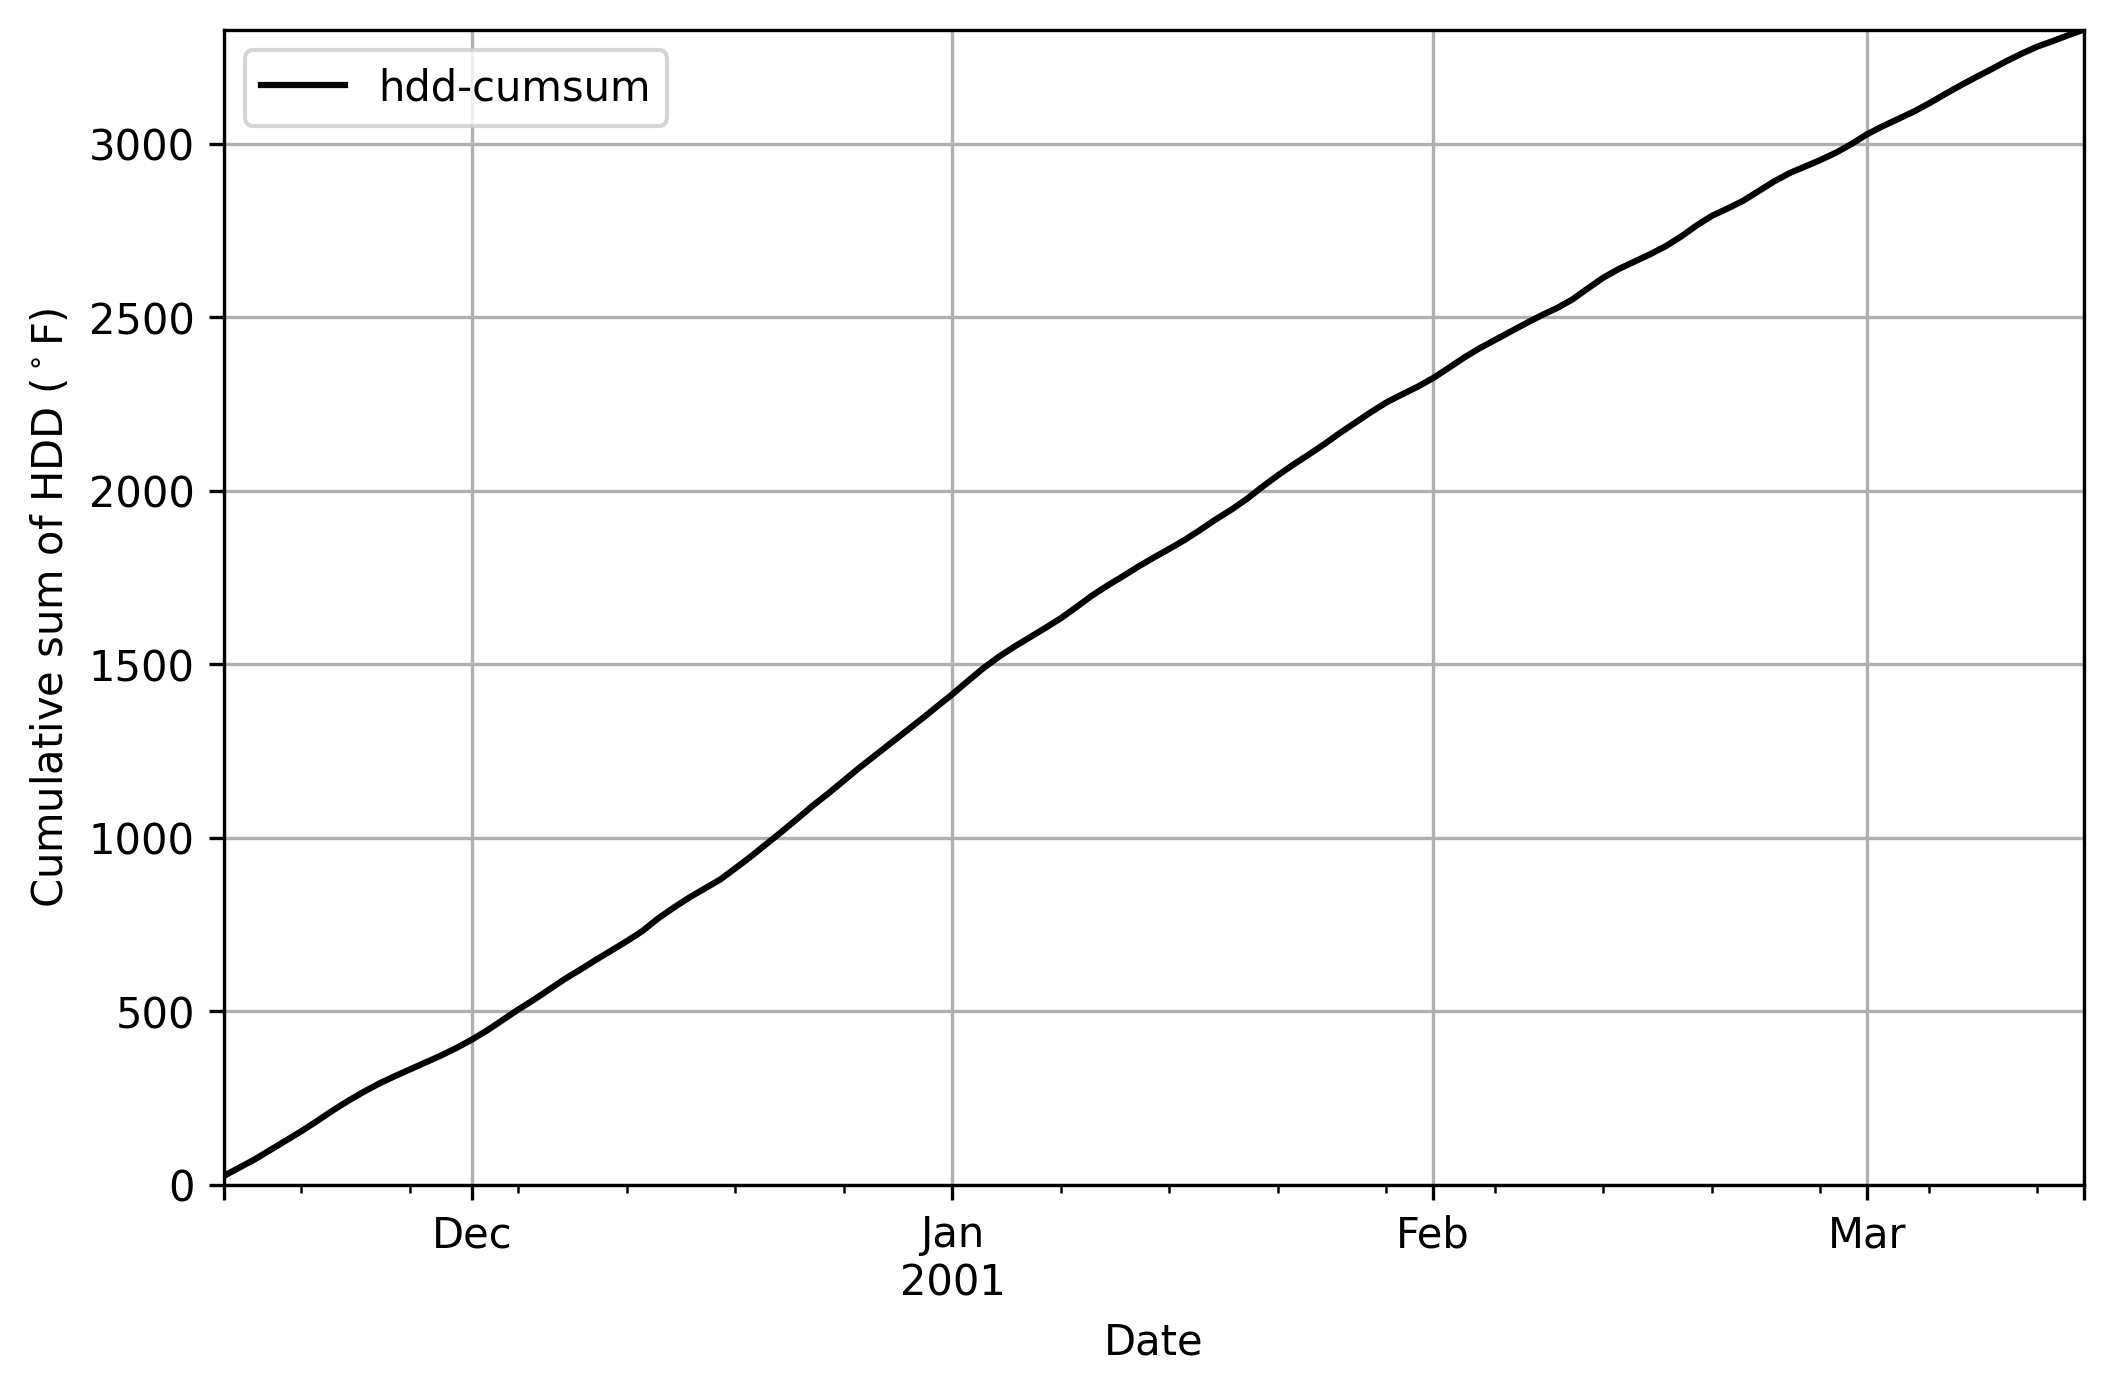 hdd-cumsum
Cumulative sum of HDD (°F)
3000
2500
2000
1500
1000
500
0
Dec
Jan
2001
Feb
Mar
Date